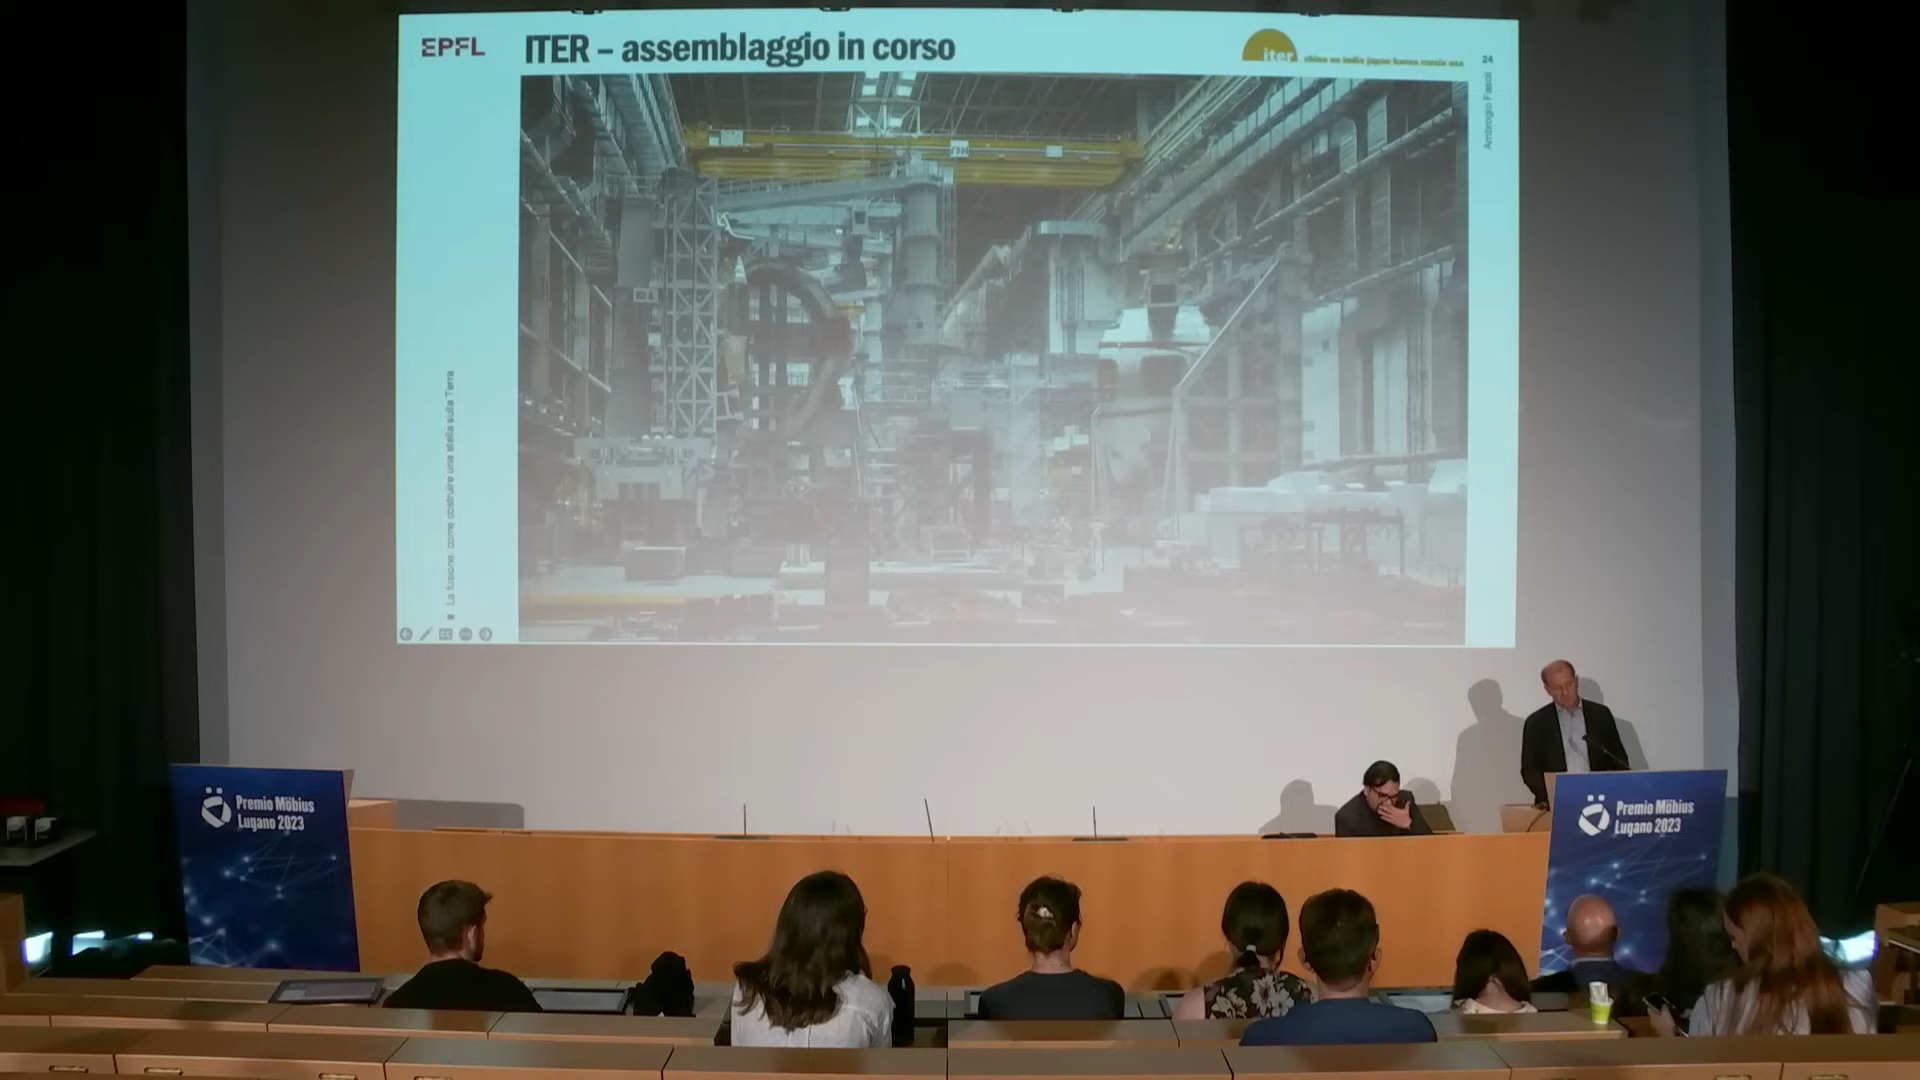 EPFL
ITER – assemblaggio in corso
iter
china eu india japan korea russia usa
24
Ambrogio Fasoli
La fusione: come costruire una stella sulla Terra
Premio Möbius
Lugano 2023
Premio Möbius
Lugano 2023